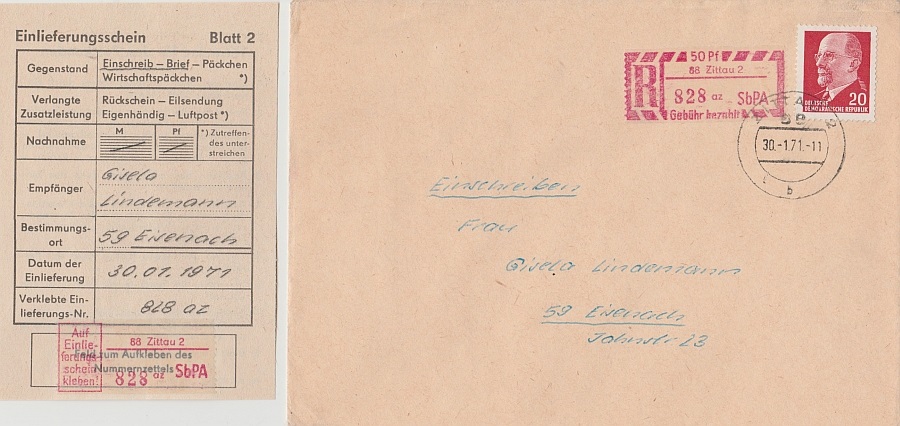 Einlieferungsschein Blatt 2
Gegenstand
Einschreib – Brief – Päckchen
Wirtschaftspäckchen *)
Verlangte
Zusatzleistung
Rückschein – Eilsendung
Eigenhändig – Luftpost *)
Nachnahme
M Pf
*) Zutreffen-
des unter-
streichen
Empfänger
Gisela
Lindemann
Bestimmungs-
ort
59 Eisenach
Datum der
Einlieferung
30.01.1971
Verklebte Ein-
lieferungs-Nr.
828 az
Auf
Einlie-
ferungs-
schein
kleben!
88 Zittau 2
Feld zum Aufkleben des
Nummernzettels
828 az SbPA
50 Pf
R
88 Zittau 2
828 az SbPA
Gebühr bezahlt
DEUTSCHE
DEMOKRATISCHE REPUBLIK
20
30.-1.71.-11
b
Einschreiben
Frau
Gisela Lindemann
59 Eisenach
Jahnstr 23